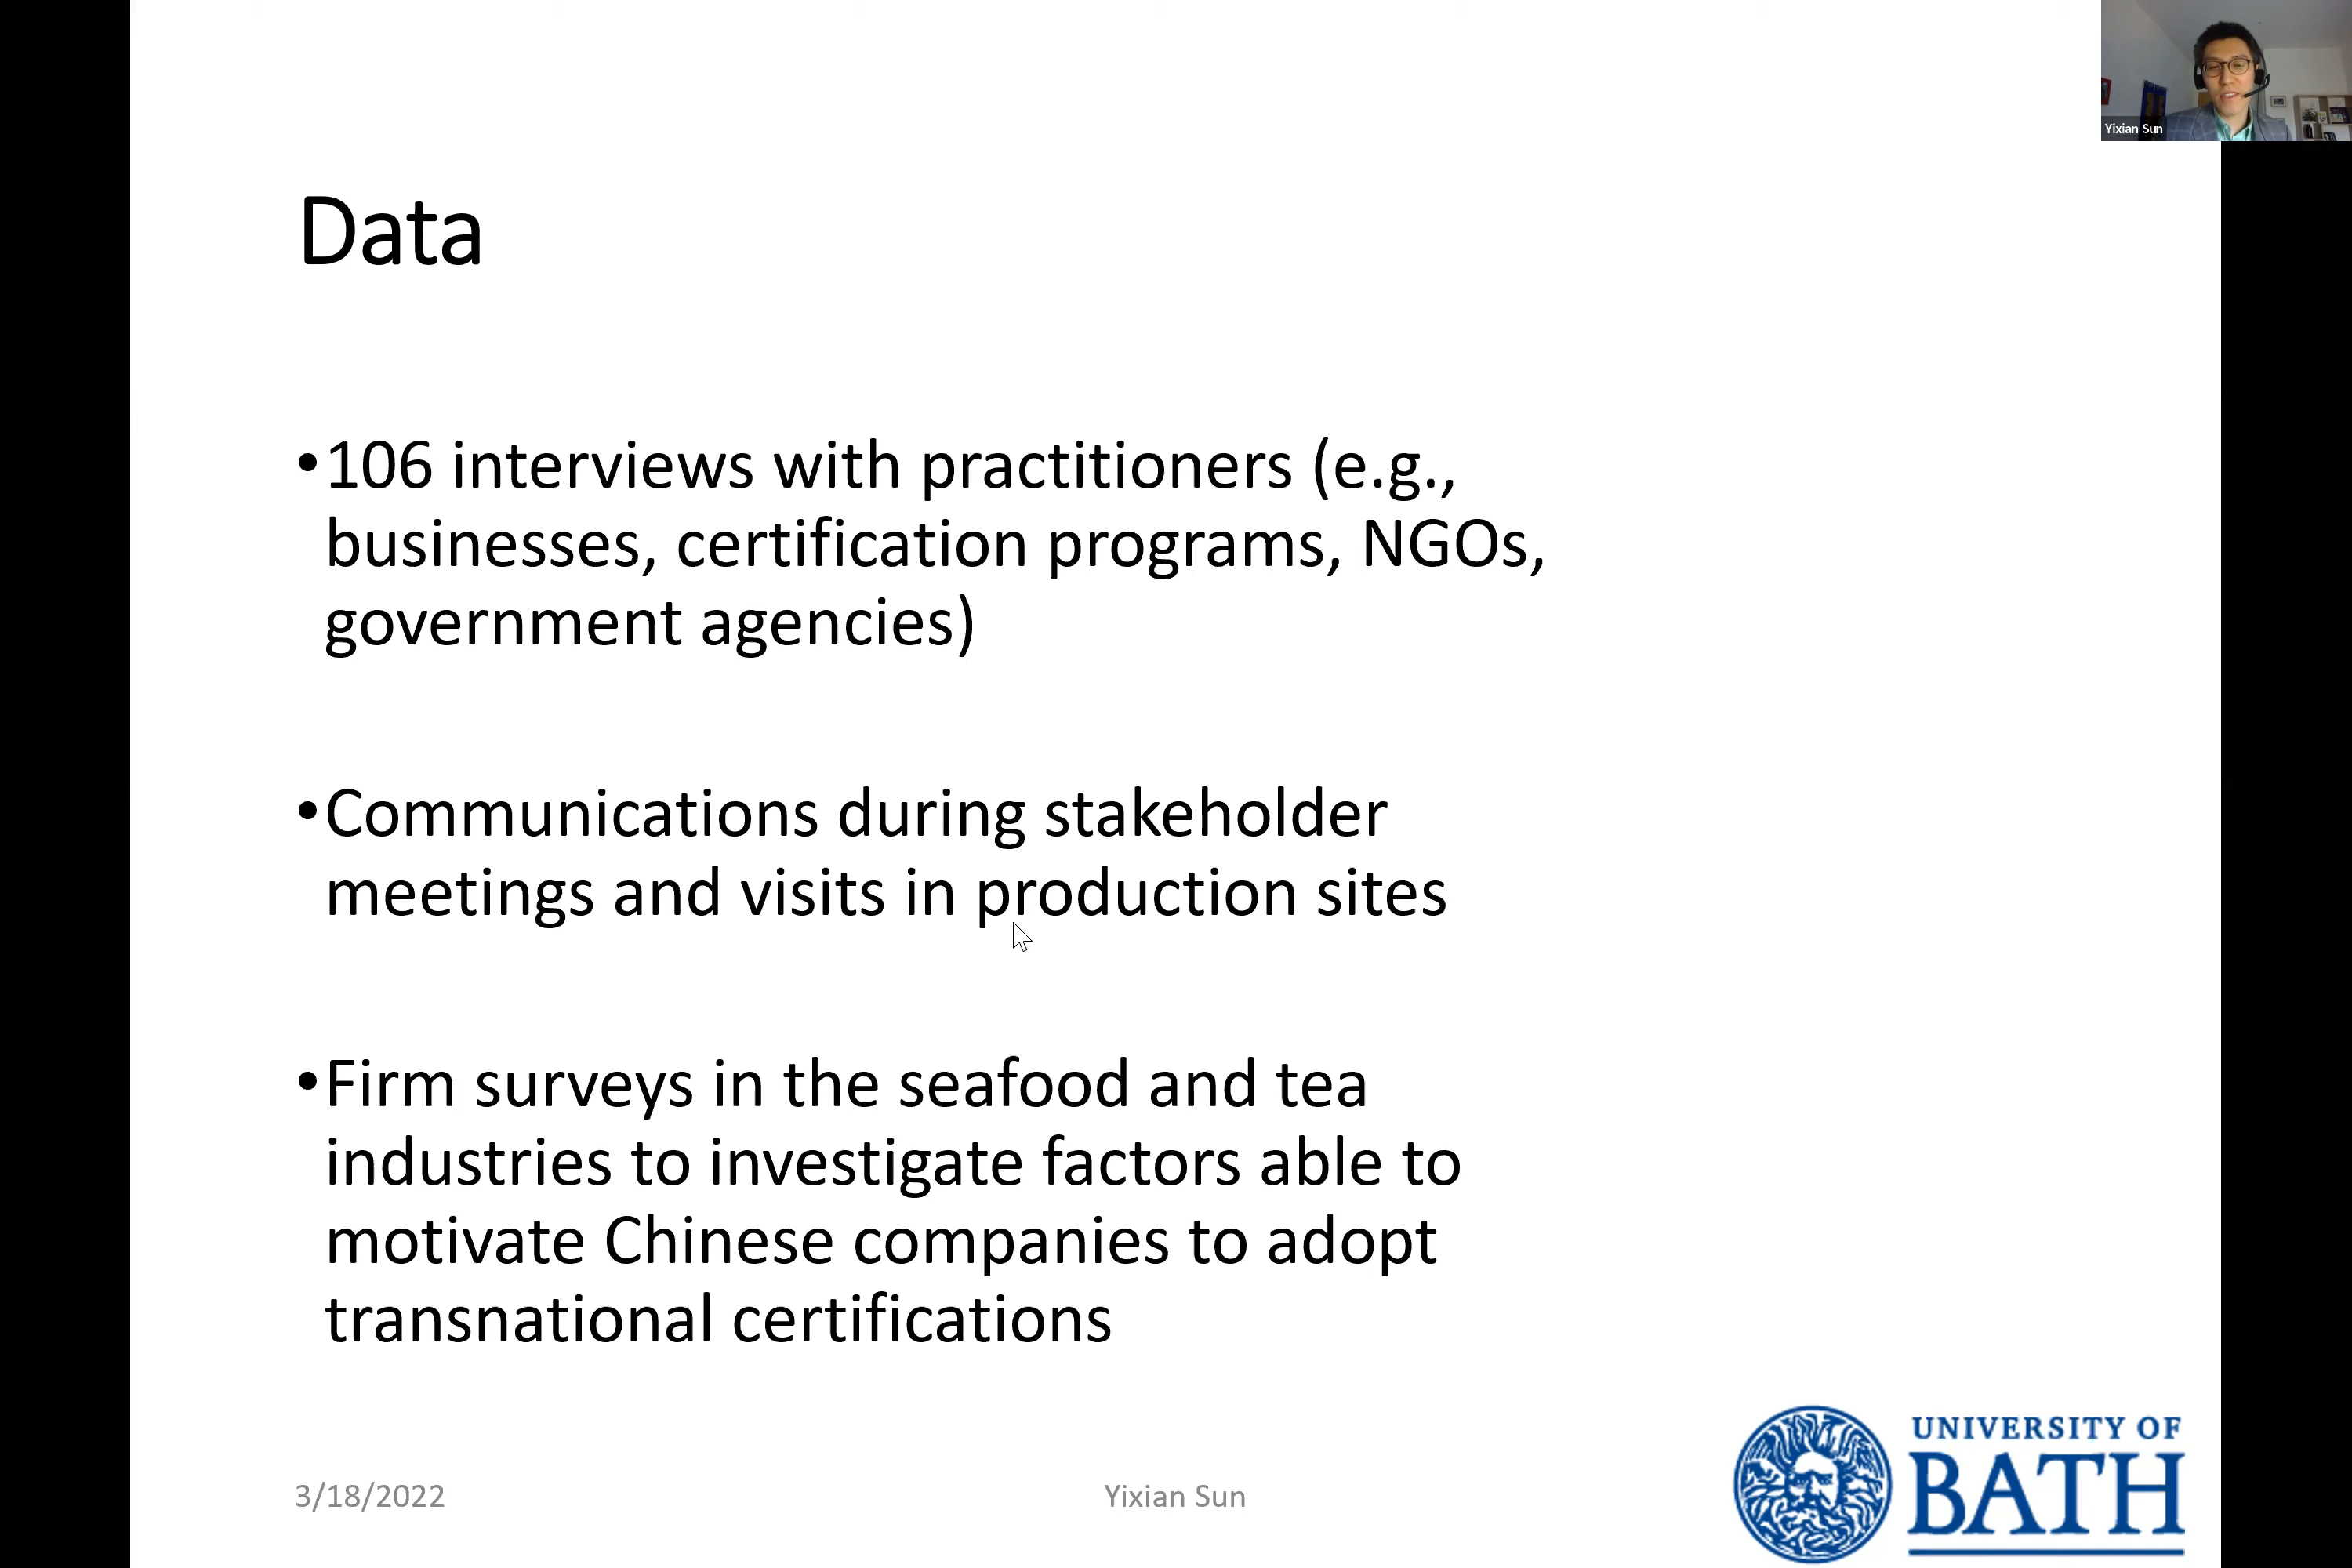 Yixian Sun
Data
•106 interviews with practitioners (e.g.,
businesses, certification programs, NGOs,
government agencies)
•Communications during stakeholder
meetings and visits in production sites
•Firm surveys in the seafood and tea
industries to investigate factors able to
motivate Chinese companies to adopt
transnational certifications
3/18/2022
Yixian Sun
UNIVERSITY OF
BATH